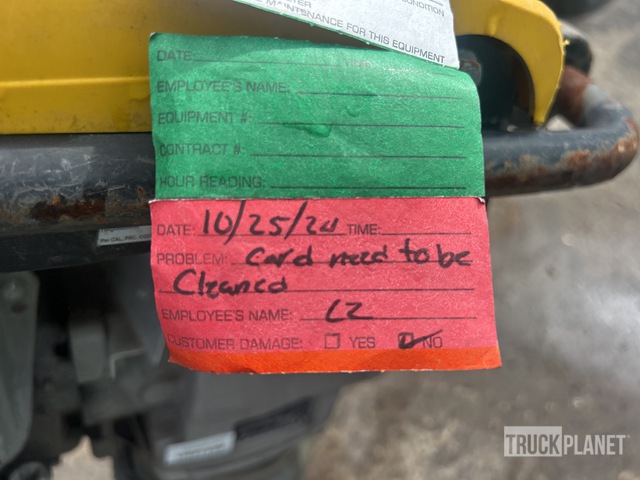 CONDITION
MAINTENANCE FOR THIS EQUIPMENT
DATE:
EMPLOYEE'S NAME:
EQUIPMENT #:
CONTRACT #:
HOUR READING:
DATE: 10/25/24 TIME:
PROBLEM: Card need to be
Cleaned
EMPLOYEE'S NAME: LZ
CUSTOMER DAMAGE: YES NO
TRUCKPLANET